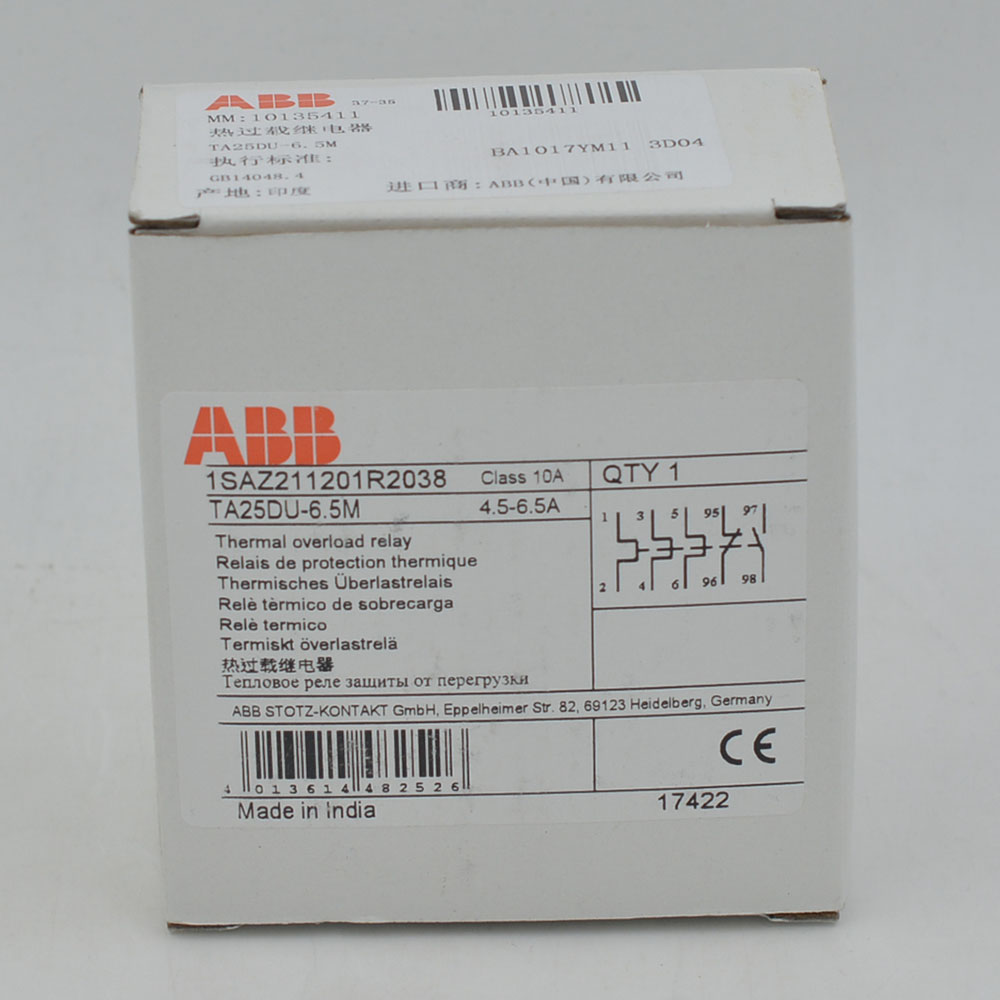 ABB 37-35
MM:10135411
10135411
热过载继电器
TA25DU-6.5M
BA1017YM11 3D04
执行标准:
GB14048.4
产地:印度 进口商:ABB(中国)有限公司
ABB
1SAZ211201R2038 Class 10A QTY 1
TA25DU-6.5M 4.5-6.5A
1 3 5 95 97
2 4 6 96 98
Thermal overload relay
Relais de protection thermique
Thermisches Überlastrelais
Relè tèrmico de sobrecarga
Relè termico
Termiskt överlastrelä
热过载继电器
Тепловое реле защиты от перегрузки
ABB STOTZ-KONTAKT GmbH, Eppelheimer Str. 82, 69123 Heidelberg, Germany
CE
4 013614 482526
Made in India 17422